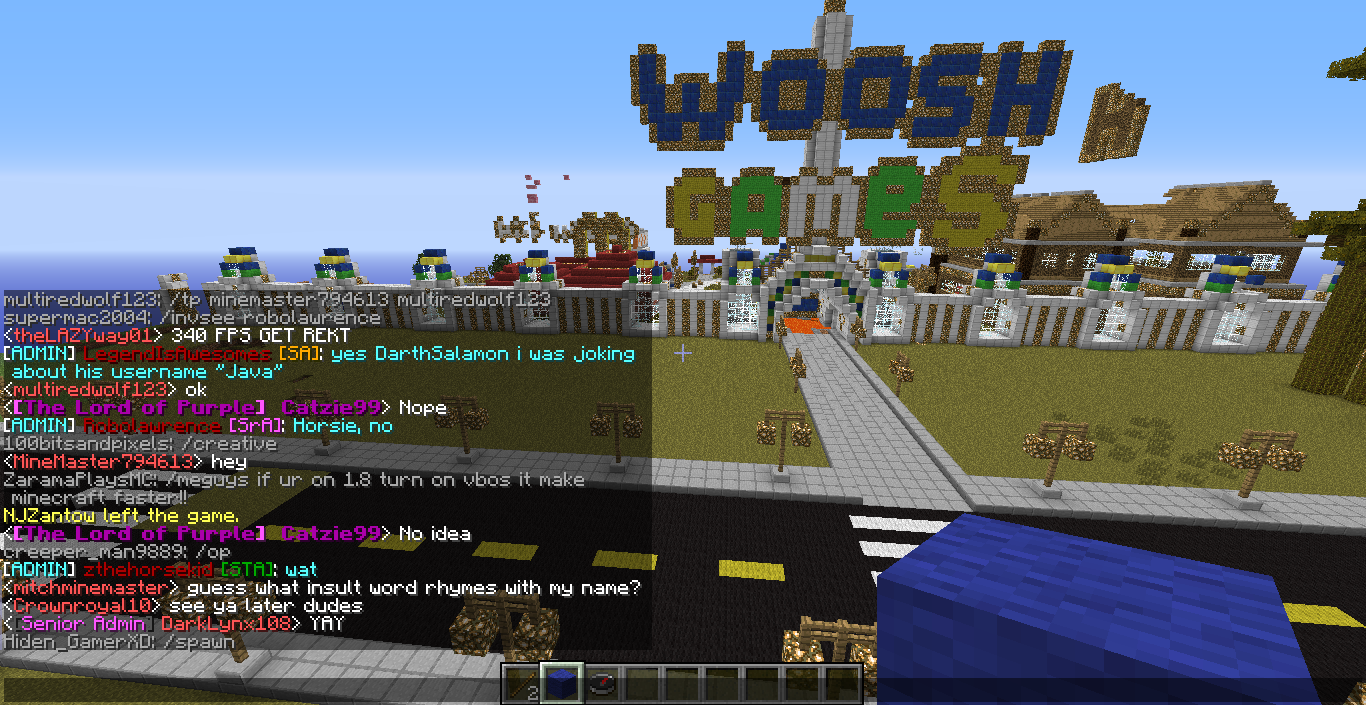 WOOSH
GAMES
multiredwolf123: /tp minemaster794613 multiredwolf123
supermac2004: /invsee robolawrence
<theLAZYway01> 340 FPS GET REKT
[ADMIN] LegendIsAwesomes [SA]: yes DarthSalamon i was joking
about his username "Java"
<multiredwolf123> ok
<[The Lord of Purple] Catzie99> Nope
[ADMIN] Robolawrence [SrA]: Horsie, no
100bitsandpixels: /creative
<MineMaster794613> hey
ZaramaPlaysMC: /meguys if ur on 1.8 turn on vbos it make
minecraft faster!!
NJZantow left the game.
<[The Lord of Purple] Catzie99> No idea
creeper_man9889: /op
[ADMIN] zthehorsekid [STA]: wat
<mitchminemaster> guess what insult word rhymes with my name?
<Crownroyal10> see ya later dudes
<[Senior Admin] DarkLynx108> YAY
Hiden_GamerXD: /spawn
2